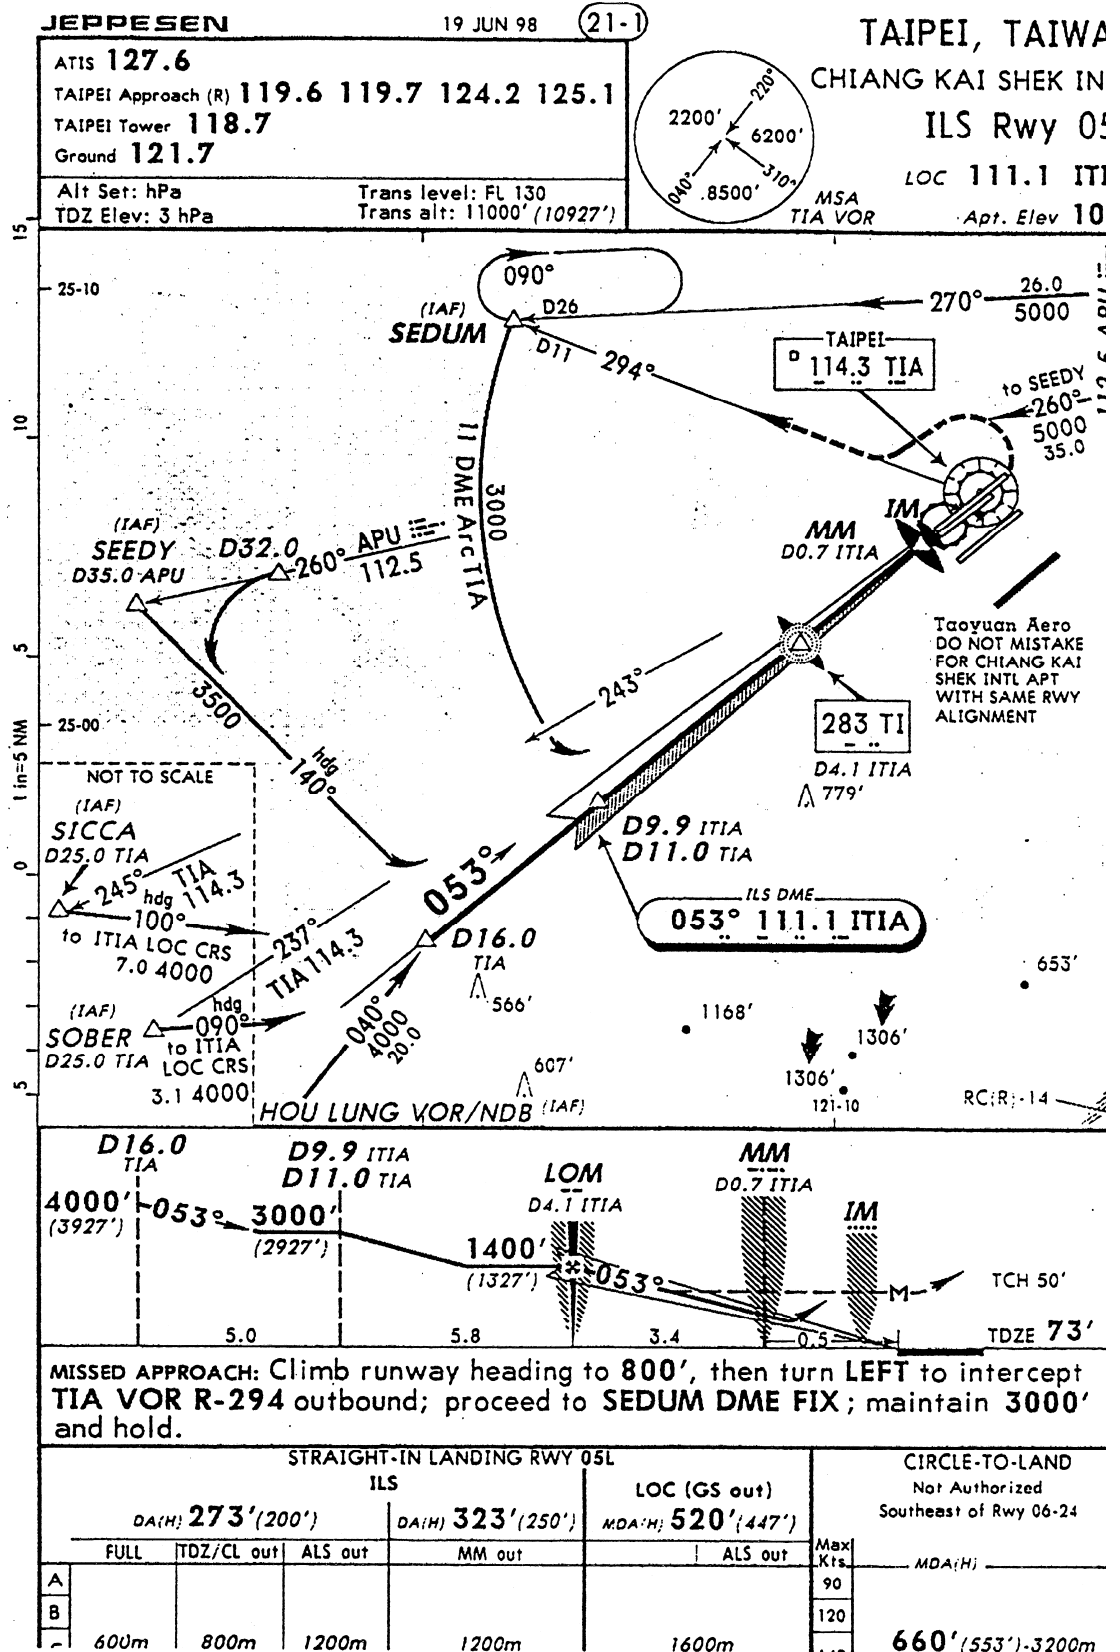 JEPPESEN 19 JUN 98 21-1
TAIPEI, TAIWA
CHIANG KAI SHEK IN
ILS Rwy 05
LOC 111.1 ITI
Apt. Elev 10
ATIS 127.6
TAIPEI Approach (R) 119.6 119.7 124.2 125.1
TAIPEI Tower 118.7
Ground 121.7
Alt Set: hPa Trans level: FL 130
TDZ Elev: 3 hPa Trans alt: 11000' (10927')
220°
2200'
6200'
040°
310°
8500'
MSA
TIA VOR
15
25-10
090°
(IAF)
SEDUM
D26
D11
270°
26.0
5000
294°
TAIPEI
D 114.3 TIA
to SEEDY
260°
5000
35.0
10
11 DME Arc TIA
3000
IM
MM
D0.7 ITIA
(IAF)
SEEDY
D35.0 APU
D32.0
260° APU
112.5
Taoyuan Aero
DO NOT MISTAKE
FOR CHIANG KAI
SHEK INTL APT
WITH SAME RWY
ALIGNMENT
5
3500
243°
283 TI
D4.1 ITIA
779'
25-00
1 in=5 NM
hdg
140°
NOT TO SCALE
(IAF)
SICCA
D25.0 TIA
245° TIA
114.3
hdg
100°
to ITIA LOC CRS
7.0 4000
0
053°
D9.9 ITIA
D11.0 TIA
ILS DME
053° 111.1 ITIA
237°
TIA 114.3
D16.0
TIA
566'
653'
1168'
1306'
(IAF)
SOBER
D25.0 TIA
hdg
090°
to ITIA
LOC CRS
3.1 4000
040°
4000
20.0
607'
1306'
121-10
RC(R)-14
5
HOU LUNG VOR/NDB (IAF)
D16.0
TIA
D9.9 ITIA
D11.0 TIA
LOM
D4.1 ITIA
MM
D0.7 ITIA
IM
4000'
(3927')
053°
3000'
(2927')
1400'
(1327')
053°
M
TCH 50'
TDZE 73'
5.0 5.8 3.4 0.5
MISSED APPROACH: Climb runway heading to 800', then turn LEFT to intercept
TIA VOR R-294 outbound; proceed to SEDUM DME FIX; maintain 3000'
and hold.
STRAIGHT-IN LANDING RWY 05L
ILS
LOC (GS out)
DA(H) 273' (200') DA(H) 323' (250') MDA(H) 520' (447')
FULL TDZ/CL out ALS out MM out ALS out
CIRCLE-TO-LAND
Not Authorized
Southeast of Rwy 06-24
Max
Kts
MDA(H)
A 90
B 120
600m 800m 1200m 1200m 1600m 660' (553')-3200m